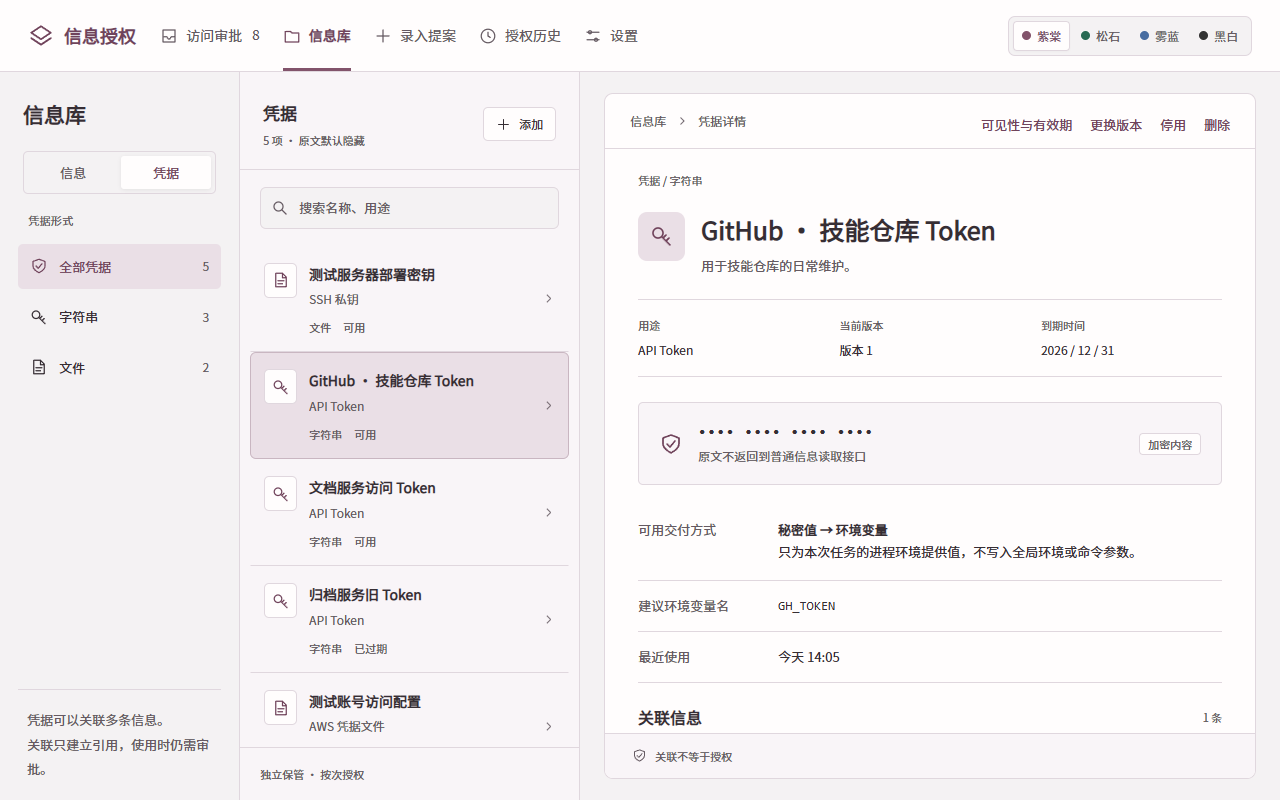 信息授权
访问审批 8
信息库
录入提案
授权历史
设置
紫棠
松石
雾蓝
黑白
信息库
信息
凭据
凭据形式
全部凭据 5
字符串 3
文件 2
凭据可以关联多条信息。
关联只建立引用，使用时仍需审
批。
凭据
5 项 · 原文默认隐藏
添加
搜索名称、用途
测试服务器部署密钥
SSH 私钥
文件 可用
GitHub · 技能仓库 Token
API Token
字符串 可用
文档服务访问 Token
API Token
字符串 可用
归档服务旧 Token
API Token
字符串 已过期
测试账号访问配置
AWS 凭据文件
独立保管 · 按次授权
信息库 > 凭据详情
可见性与有效期 更换版本 停用 删除
凭据 / 字符串
GitHub · 技能仓库 Token
用于技能仓库的日常维护。
用途 当前版本 到期时间
API Token 版本 1 2026 / 12 / 31
•••• •••• •••• ••••
原文不返回到普通信息读取接口
加密内容
可用交付方式 秘密值 → 环境变量
只为本次任务的进程环境提供值，不写入全局环境或命令参数。
建议环境变量名 GH_TOKEN
最近使用 今天 14:05
关联信息 1 条
关联不等于授权